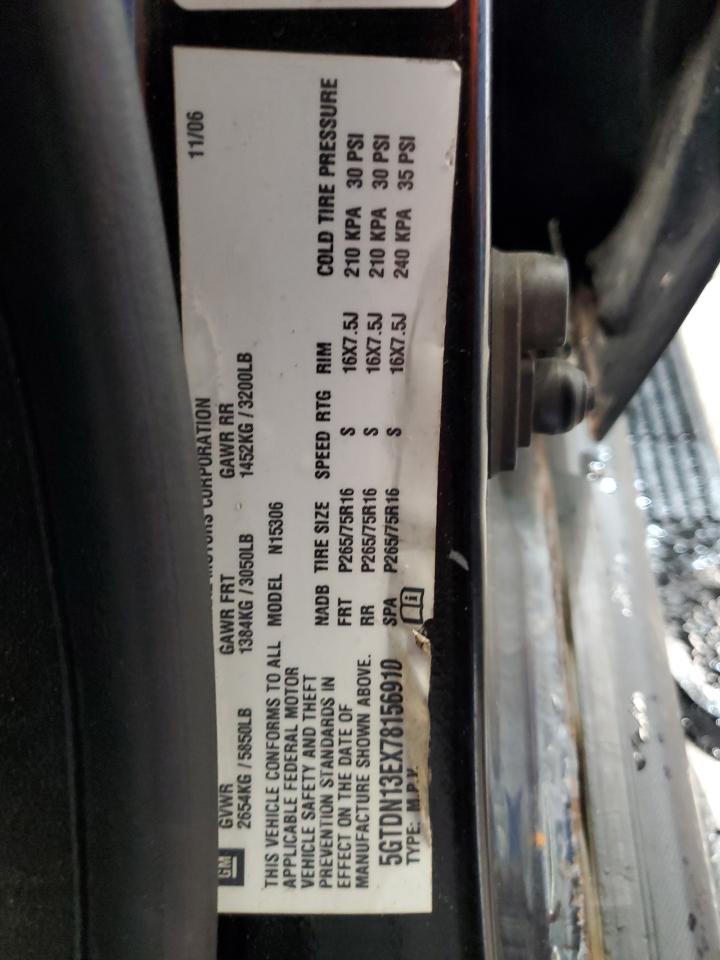 11/06
MOTORS CORPORATION
GM
GVWR GAWR FRT GAWR RR
2654KG / 5850LB 1384KG / 3050LB 1452KG / 3200LB
THIS VEHICLE CONFORMS TO ALL
APPLICABLE FEDERAL MOTOR
VEHICLE SAFETY AND THEFT
PREVENTION STANDARDS IN
EFFECT ON THE DATE OF
MANUFACTURE SHOWN ABOVE.
5GTDN13EX78156910
TYPE: M.P.V.
MODEL N15306
NADB TIRE SIZE SPEED RTG RIM COLD TIRE PRESSURE
FRT P265/75R16 S 16X7.5J 210 KPA 30 PSI
RR P265/75R16 S 16X7.5J 210 KPA 30 PSI
SPA P265/75R16 S 16X7.5J 240 KPA 35 PSI